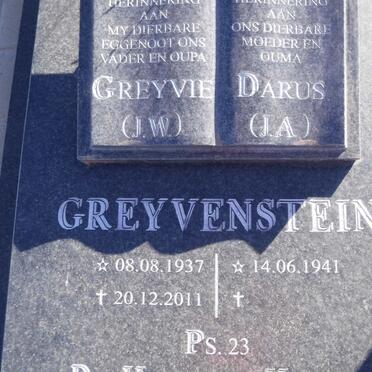 HERINNERING
AAN
MY DIERBARE
EGGENOOT ONS
VADER EN OUPA
GREYVIE
(J.W)
HERINNERING
AAN
ONS DIERBARE
MOEDER EN
OUMA
DARUS
(J.A)
GREYVENSTEIN
☆ 08.08.1937
✝ 20.12.2011
☆ 14.06.1941
✝
PS. 23